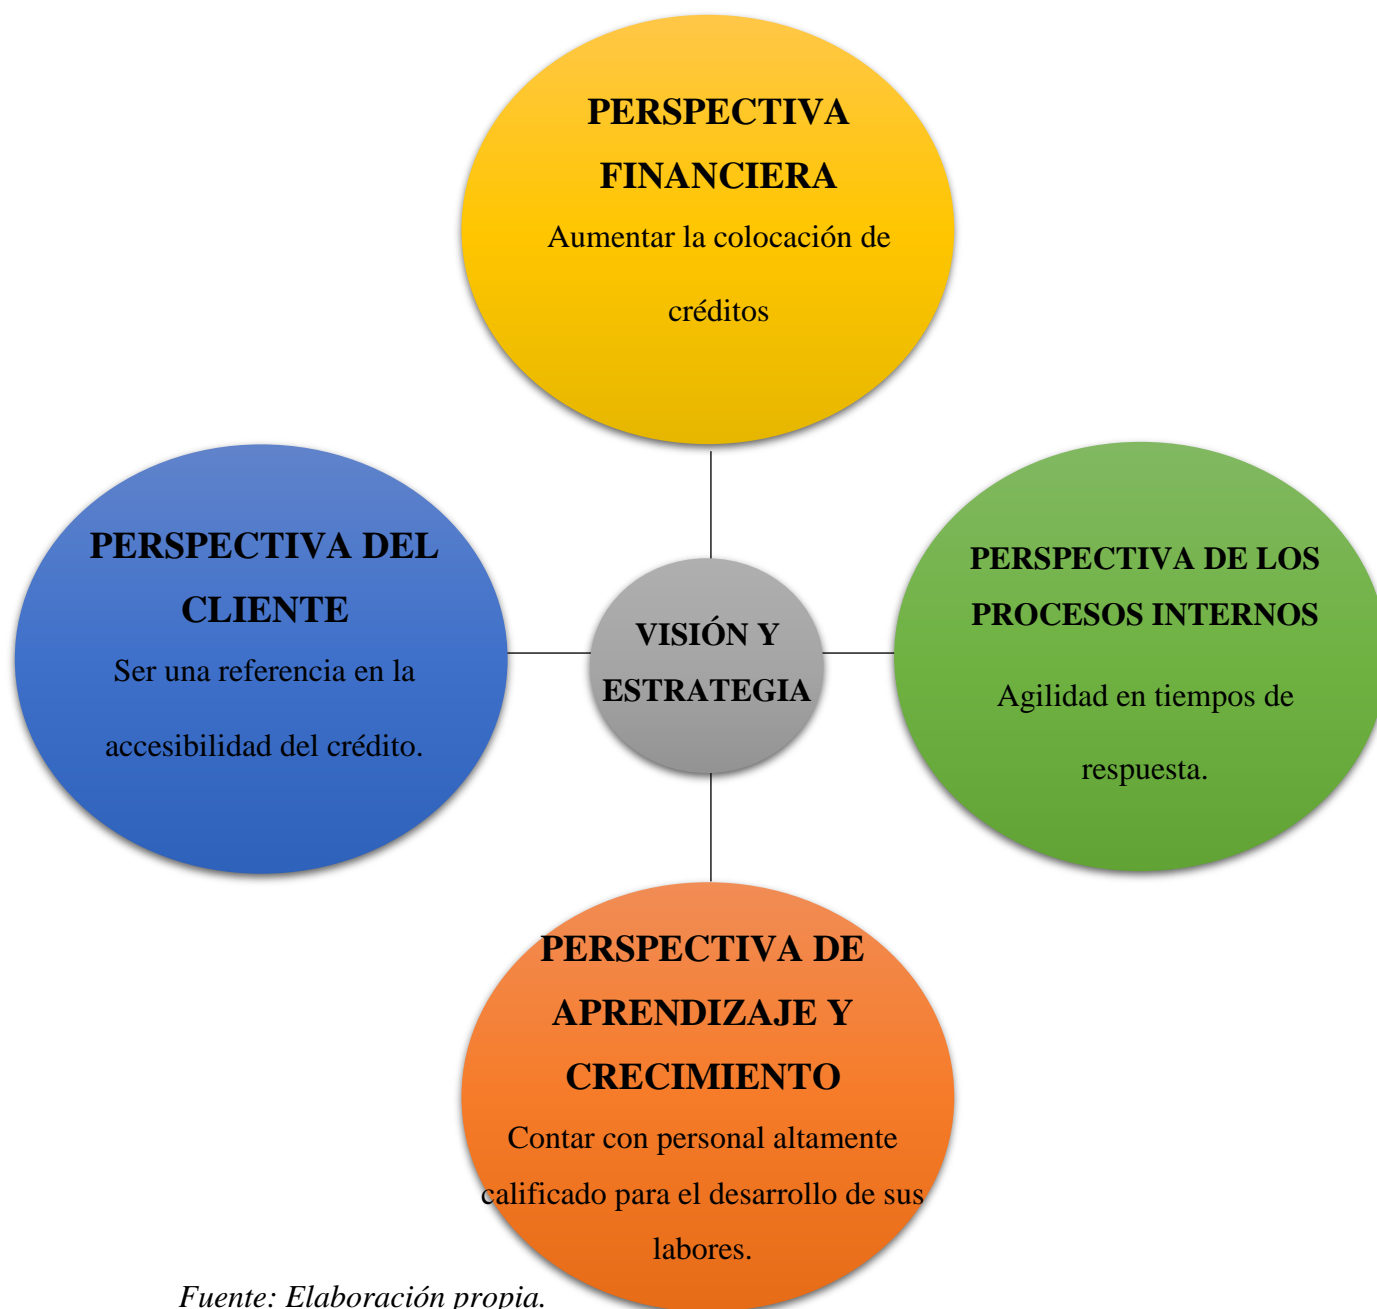 PERSPECTIVA
FINANCIERA
Aumentar la colocación de
créditos
PERSPECTIVA DEL
CLIENTE
Ser una referencia en la
accesibilidad del crédito.
VISIÓN Y
ESTRATEGIA
PERSPECTIVA DE LOS
PROCESOS INTERNOS
Agilidad en tiempos de
respuesta.
PERSPECTIVA DE
APRENDIZAJE Y
CRECIMIENTO
Contar con personal altamente
calificado para el desarrollo de sus
labores.
Fuente: Elaboración propia.